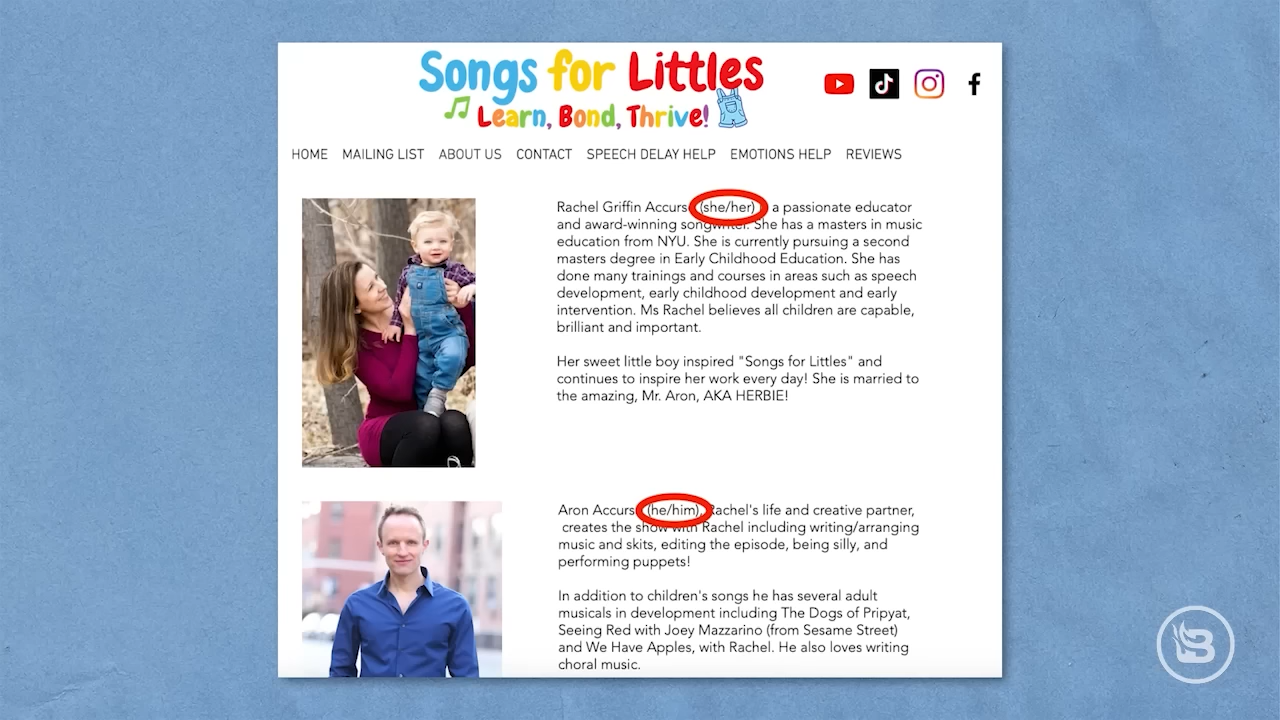 Songs for Littles
Learn, Bond, Thrive!
HOME MAILING LIST ABOUT US CONTACT SPEECH DELAY HELP EMOTIONS HELP REVIEWS
Rachel Griffin Accurs (she/her) a passionate educator
and award-winning songwriter. She has a masters in music
education from NYU. She is currently pursuing a second
masters degree in Early Childhood Education. She has
done many trainings and courses in areas such as speech
development, early childhood development and early
intervention. Ms Rachel believes all children are capable,
brilliant and important.
Her sweet little boy inspired "Songs for Littles" and
continues to inspire her work every day! She is married to
the amazing, Mr. Aron, AKA HERBIE!
Aron Accurs (he/him), Rachel's life and creative partner,
creates the show with Rachel including writing/arranging
music and skits, editing the episode, being silly, and
performing puppets!
In addition to children's songs he has several adult
musicals in development including The Dogs of Pripyat,
Seeing Red with Joey Mazzarino (from Sesame Street)
and We Have Apples, with Rachel. He also loves writing
choral music.
B